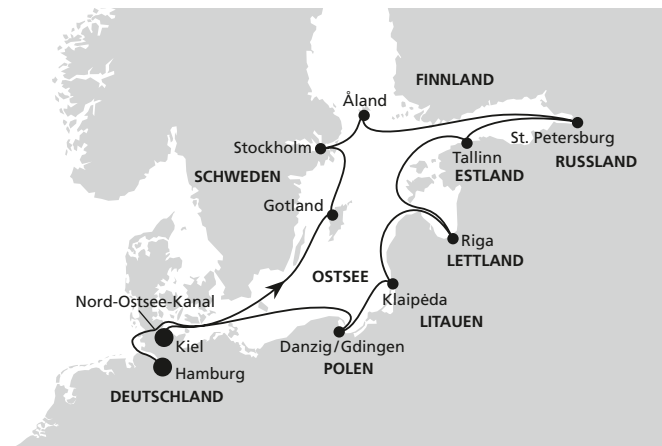 FINNLAND
Åland
St. Petersburg
RUSSLAND
Stockholm
Tallinn
ESTLAND
SCHWEDEN
Gotland
Riga
LETTLAND
OSTSEE
Klaipėda
Nord-Ostsee-Kanal
LITAUEN
Kiel
Danzig/Gdingen
POLEN
Hamburg
DEUTSCHLAND